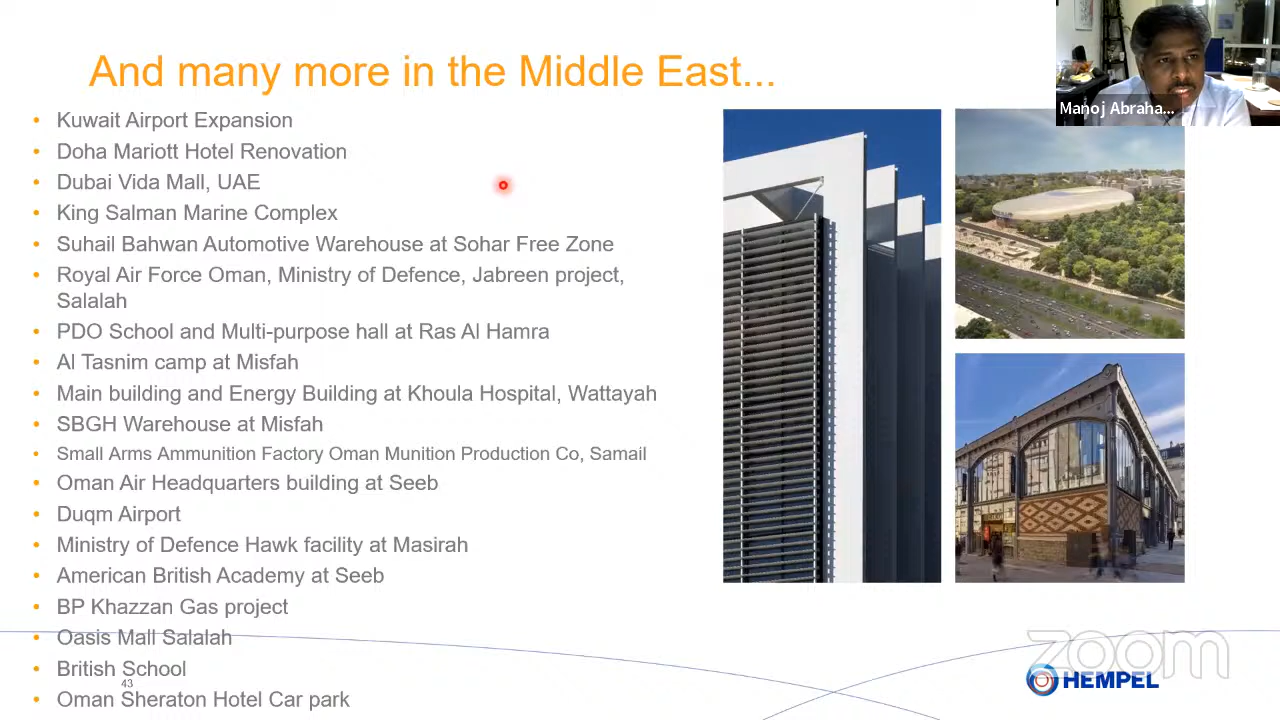 And many more in the Middle East...
Manoj Abraha...
• Kuwait Airport Expansion
• Doha Mariott Hotel Renovation
• Dubai Vida Mall, UAE
• King Salman Marine Complex
• Suhail Bahwan Automotive Warehouse at Sohar Free Zone
• Royal Air Force Oman, Ministry of Defence, Jabreen project,
Salalah
• PDO School and Multi-purpose hall at Ras Al Hamra
• Al Tasnim camp at Misfah
• Main building and Energy Building at Khoula Hospital, Wattayah
• SBGH Warehouse at Misfah
• Small Arms Ammunition Factory Oman Munition Production Co, Samail
• Oman Air Headquarters building at Seeb
• Duqm Airport
• Ministry of Defence Hawk facility at Masirah
• American British Academy at Seeb
• BP Khazzan Gas project
• Oasis Mall Salalah
• British School
43
• Oman Sheraton Hotel Car park
zoom
HEMPEL